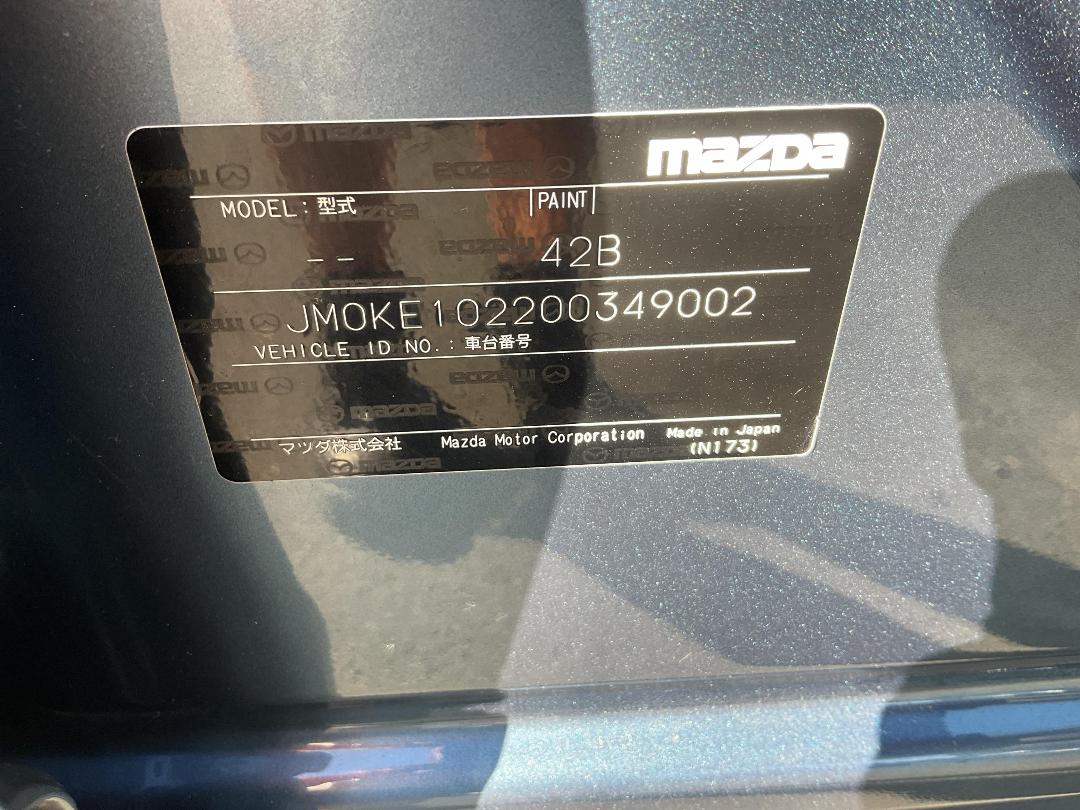 mazda
MODEL：型式 PAINT
-- 42B
JM0KE102200349002
VEHICLE ID NO.：車台番号
マツダ株式会社 Mazda Motor Corporation Made in Japan
(N173)